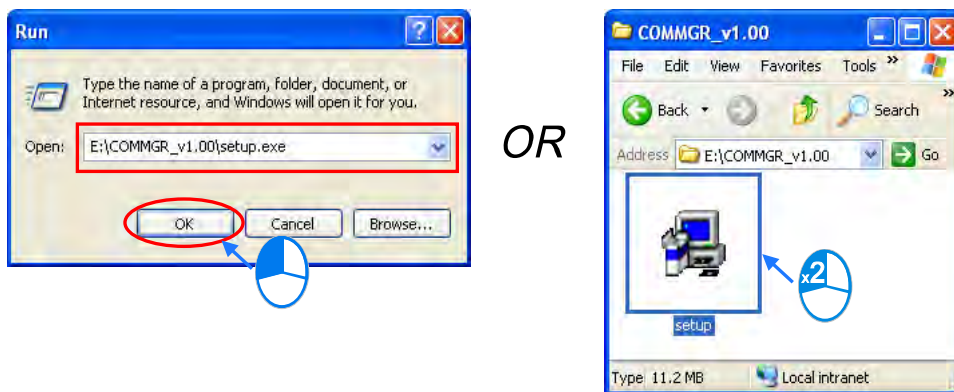 Run
Type the name of a program, folder, document, or
Internet resource, and Windows will open it for you.
Open: E:\COMMGR_v1.00\setup.exe
OK Cancel Browse...
OR
COMMGR_v1.00
File Edit View Favorites Tools »
Back Search »
Address E:\COMMGR_v1.00 Go
x2
setup
Type 11.2 MB Local intranet